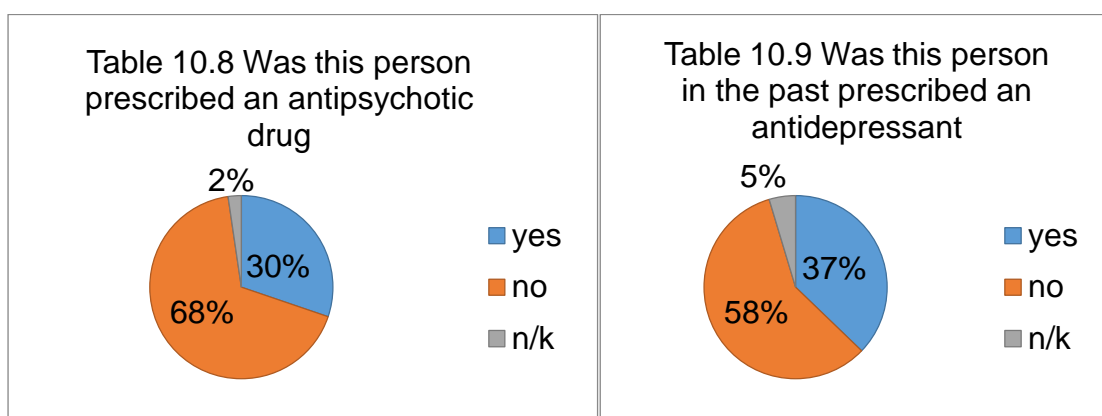 Table 10.8 Was this person
prescribed an antipsychotic
drug
2%
30%
68%
yes
no
n/k
Table 10.9 Was this person
in the past prescribed an
antidepressant
5%
37%
58%
yes
no
n/k